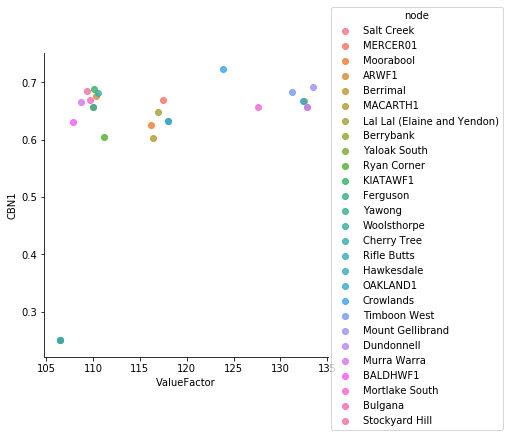 node
Salt Creek
MERCER01
Moorabool
ARWF1
Berrimal
MACARTH1
Lal Lal (Elaine and Yendon)
Berrybank
Yaloak South
Ryan Corner
KIATAWF1
Ferguson
Yawong
Woolsthorpe
Cherry Tree
Rifle Butts
Hawkesdale
OAKLAND1
Crowlands
Timboon West
Mount Gellibrand
Dundonnell
Murra Warra
BALDHWF1
Mortlake South
Bulgana
Stockyard Hill
CBN1
0.7
0.6
0.5
0.4
0.3
105 110 115 120 125 130 135
ValueFactor